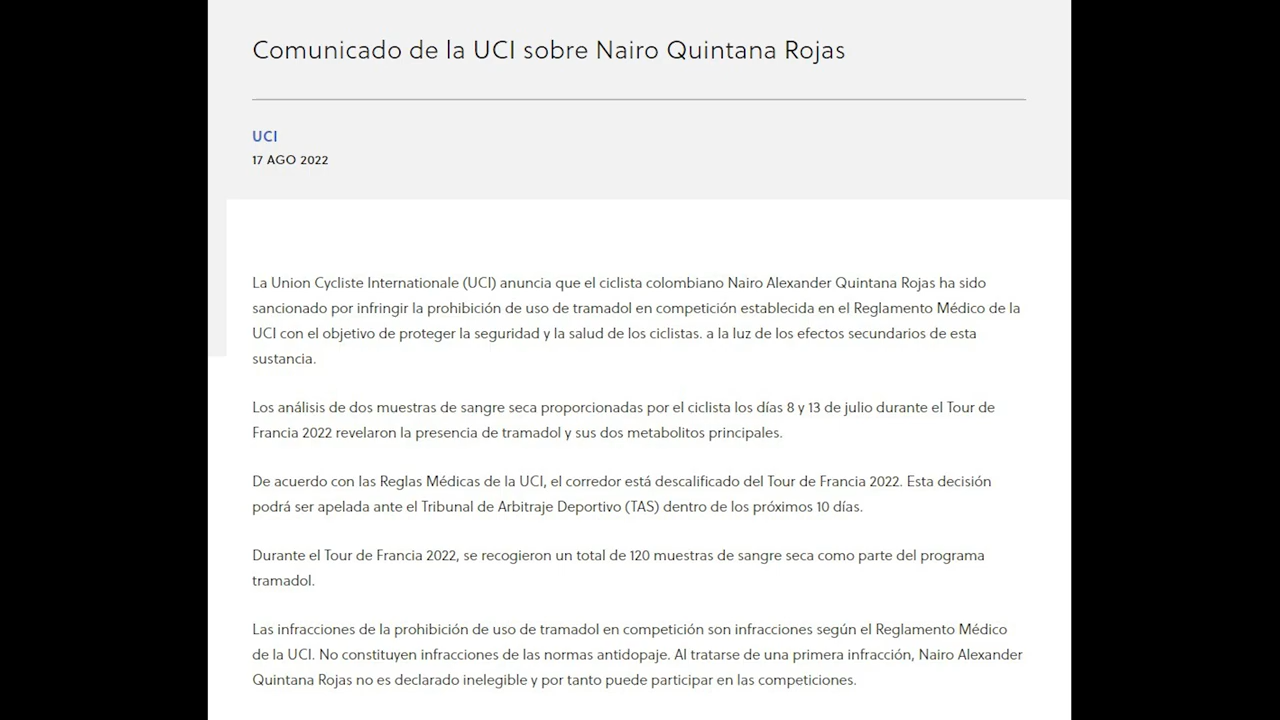 Comunicado de la UCI sobre Nairo Quintana Rojas
UCI
17 AGO 2022
La Union Cycliste Internationale (UCI) anuncia que el ciclista colombiano Nairo Alexander Quintana Rojas ha sido
sancionado por infringir la prohibición de uso de tramadol en competición establecida en el Reglamento Médico de la
UCI con el objetivo de proteger la seguridad y la salud de los ciclistas. a la luz de los efectos secundarios de esta
sustancia.
Los análisis de dos muestras de sangre seca proporcionadas por el ciclista los días 8 y 13 de julio durante el Tour de
Francia 2022 revelaron la presencia de tramadol y sus dos metabolitos principales.
De acuerdo con las Reglas Médicas de la UCI, el corredor está descalificado del Tour de Francia 2022. Esta decisión
podrá ser apelada ante el Tribunal de Arbitraje Deportivo (TAS) dentro de los próximos 10 días.
Durante el Tour de Francia 2022, se recogieron un total de 120 muestras de sangre seca como parte del programa
tramadol.
Las infracciones de la prohibición de uso de tramadol en competición son infracciones según el Reglamento Médico
de la UCI. No constituyen infracciones de las normas antidopaje. Al tratarse de una primera infracción, Nairo Alexander
Quintana Rojas no es declarado inelegible y por tanto puede participar en las competiciones.